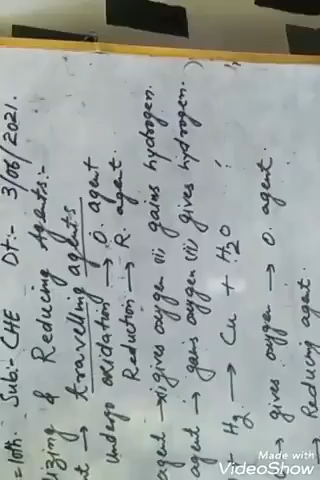 = 10th. Sub:- CHE Dt:- 3/06/2021.
izing & Reducing Agents:-
nt → travelling agents
Undergo oxidation → O. agent
Reduction → R. agent.
agent → (i) gives oxygen (ii) gains hydrogen.
agent → gains oxygen (ii) gives hydrogen.
H2 → Cu + H2O
→ gives oxygen → O. agent.
→ Reducing agent.
Made with
VideoShow